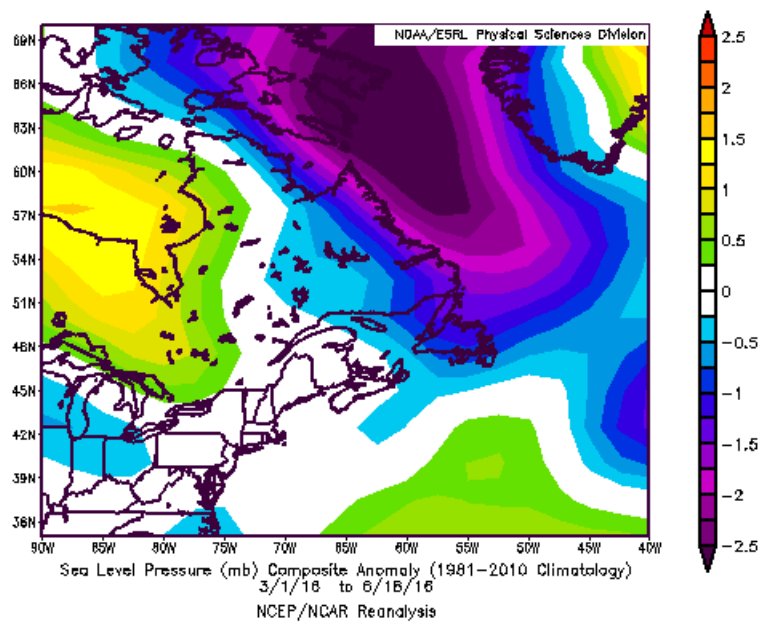 NOAA/ESRL Physical Sciences Division
69N
66N
63N
60N
57N
54N
51N
48N
45N
42N
39N
36N
90W 85W 80W 75W 70W 65W 60W 55W 50W 45W 40W
2.5
2
1.5
1
0.5
0
−0.5
−1
−1.5
−2
−2.5
Sea Level Pressure (mb) Composite Anomaly (1981−2010 Climatology)
3/1/16 to 6/16/16
NCEP/NCAR Reanalysis